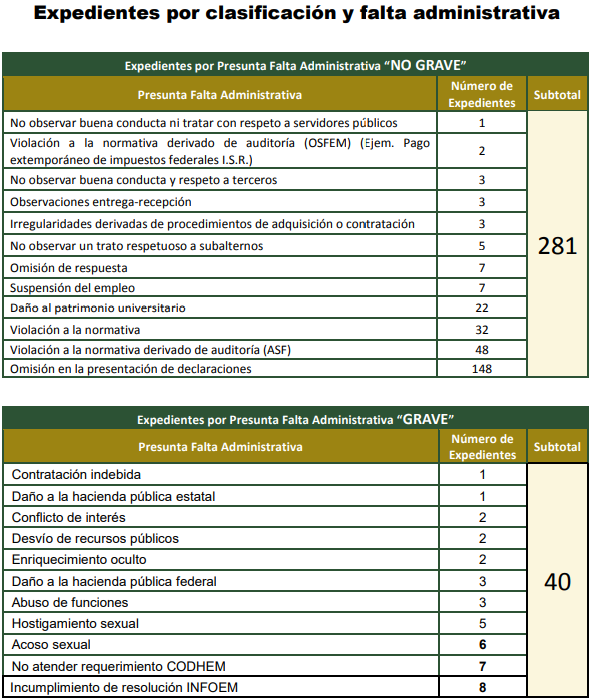 Expedientes por clasificación y falta administrativa
Expedientes por Presunta Falta Administrativa “NO GRAVE”
Presunta Falta Administrativa Número de Expedientes Subtotal
No observar buena conducta ni tratar con respeto a servidores públicos 1
Violación a la normativa derivado de auditoría (OSFEM) (Ejem. Pago
extemporáneo de impuestos federales I.S.R.) 2
No observar buena conducta y respeto a terceros 3
Observaciones entrega-recepción 3
Irregularidades derivadas de procedimientos de adquisición o contratación 3
No observar un trato respetuoso a subalternos 5
281
Omisión de respuesta 7
Suspensión del empleo 7
Daño al patrimonio universitario 22
Violación a la normativa 32
Violación a la normativa derivado de auditoría (ASF) 48
Omisión en la presentación de declaraciones 148
Expedientes por Presunta Falta Administrativa “GRAVE”
Presunta Falta Administrativa Número de Expedientes Subtotal
Contratación indebida 1
Daño a la hacienda pública estatal 1
Conflicto de interés 2
Desvío de recursos públicos 2
Enriquecimiento oculto 2
Daño a la hacienda pública federal 3
40
Abuso de funciones 3
Hostigamiento sexual 5
Acoso sexual 6
No atender requerimiento CODHEM 7
Incumplimiento de resolución INFOEM 8